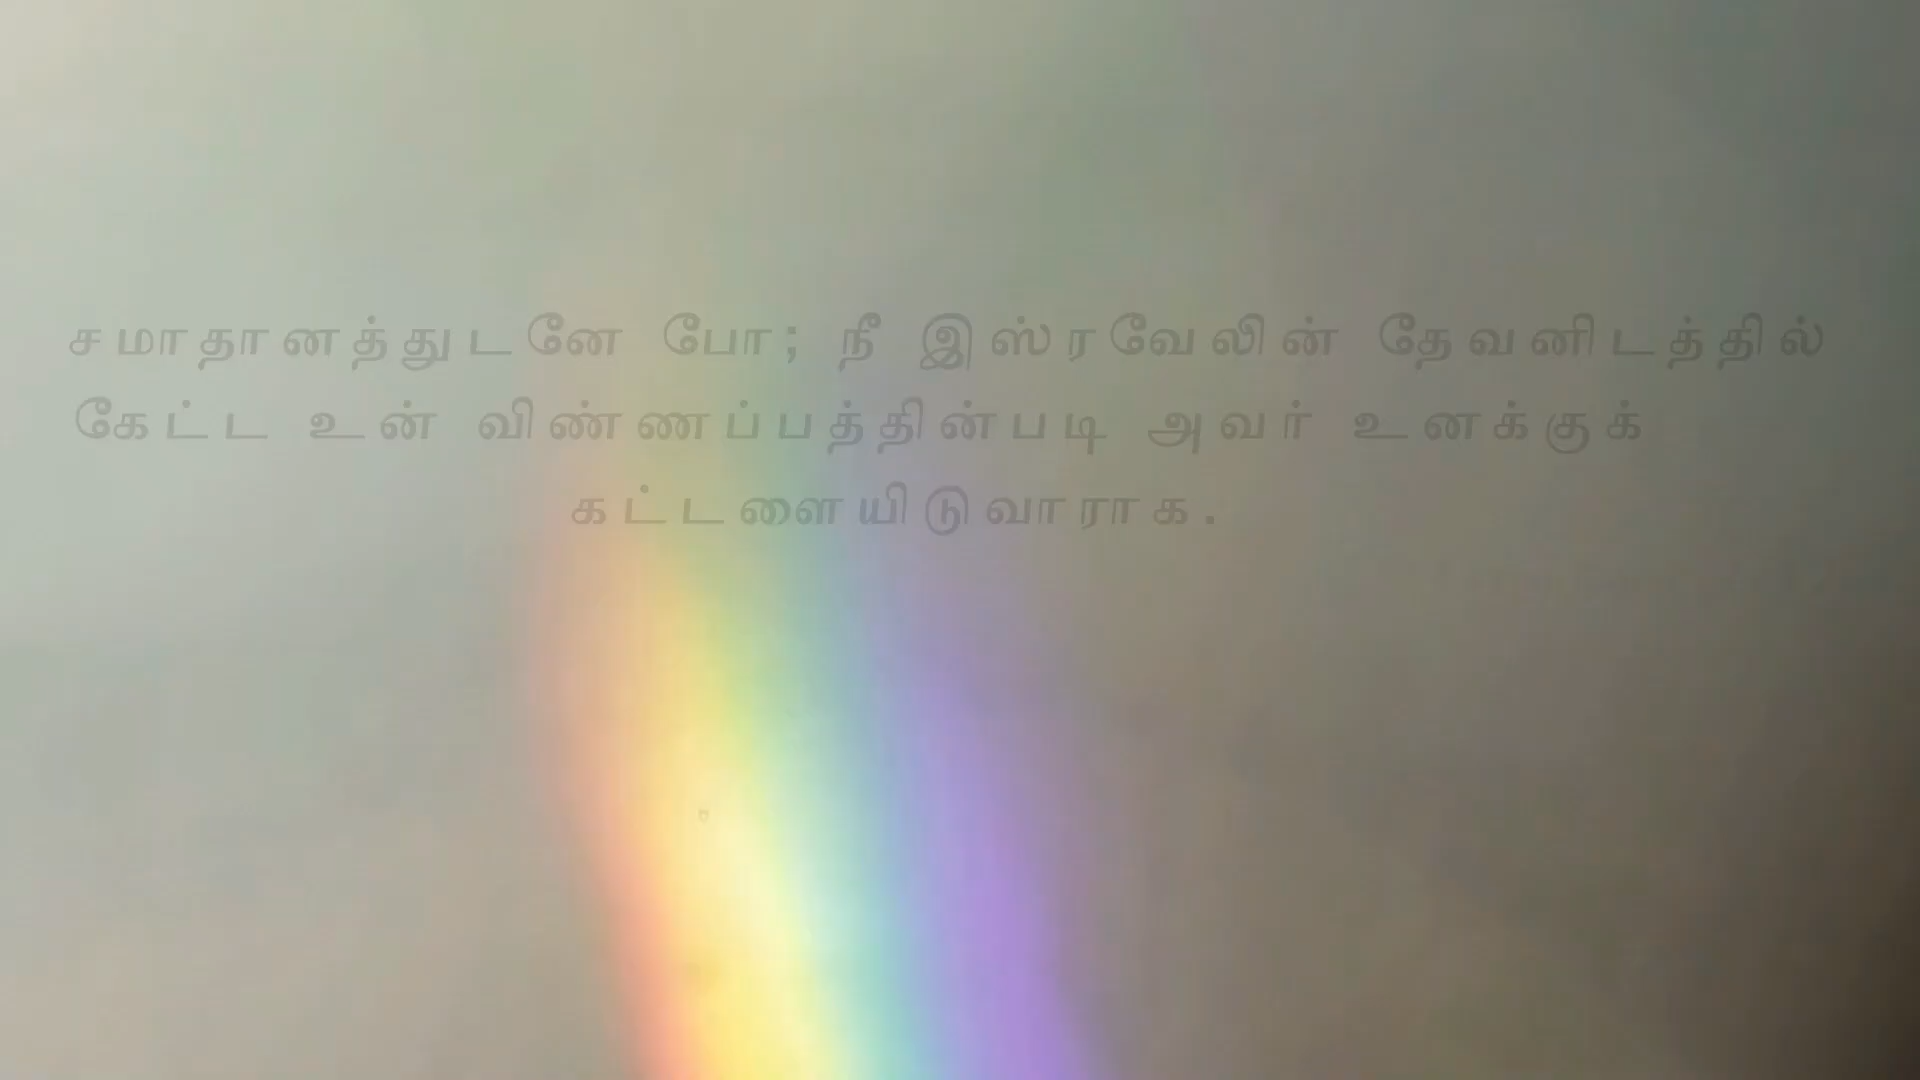 சமாதானத்துடனே போ; நீ இஸ்ரவேலின் தேவனிடத்தில்
கேட்ட உன் விண்ணப்பத்தின்படி அவர் உனக்குக்
கட்டளையிடுவாராக.